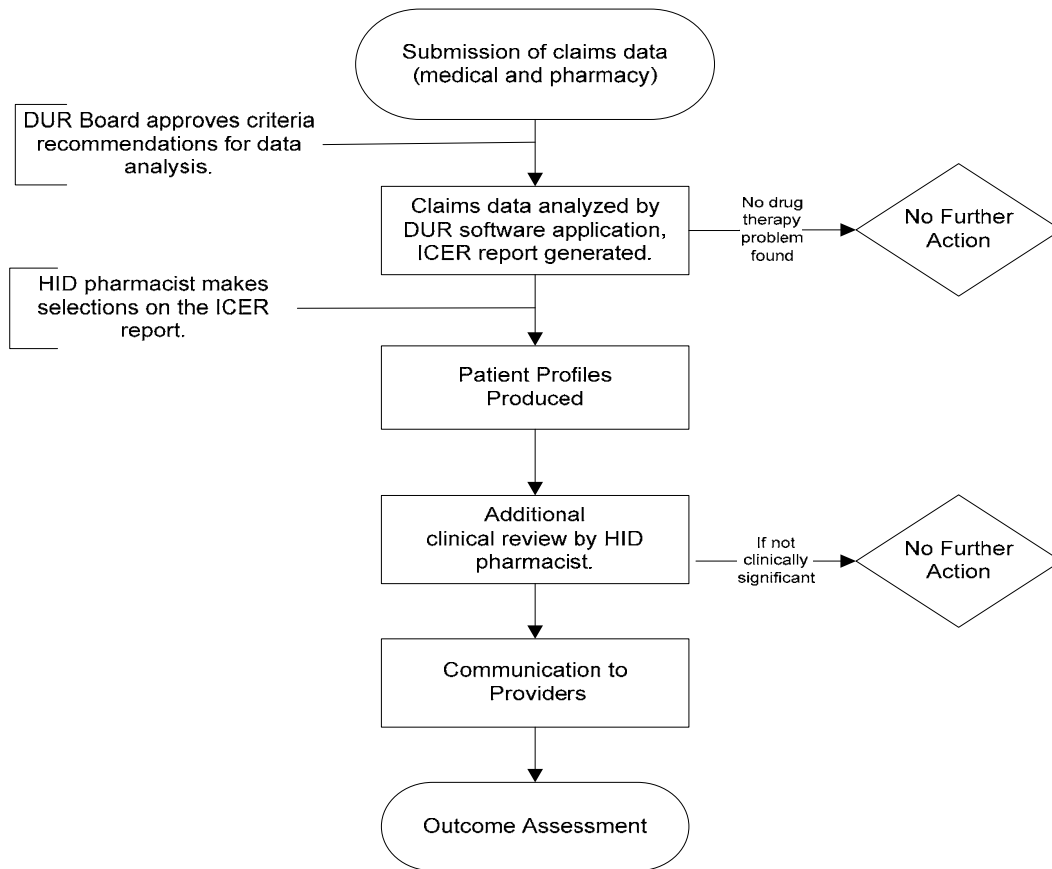 Submission of claims data
(medical and pharmacy)
DUR Board approves criteria
recommendations for data
analysis.
Claims data analyzed by
DUR software application,
ICER report generated.
No drug
therapy
problem
found
No Further
Action
HID pharmacist makes
selections on the ICER
report.
Patient Profiles
Produced
Additional
clinical review by HID
pharmacist.
If not
clinically
significant
No Further
Action
Communication to
Providers
Outcome Assessment